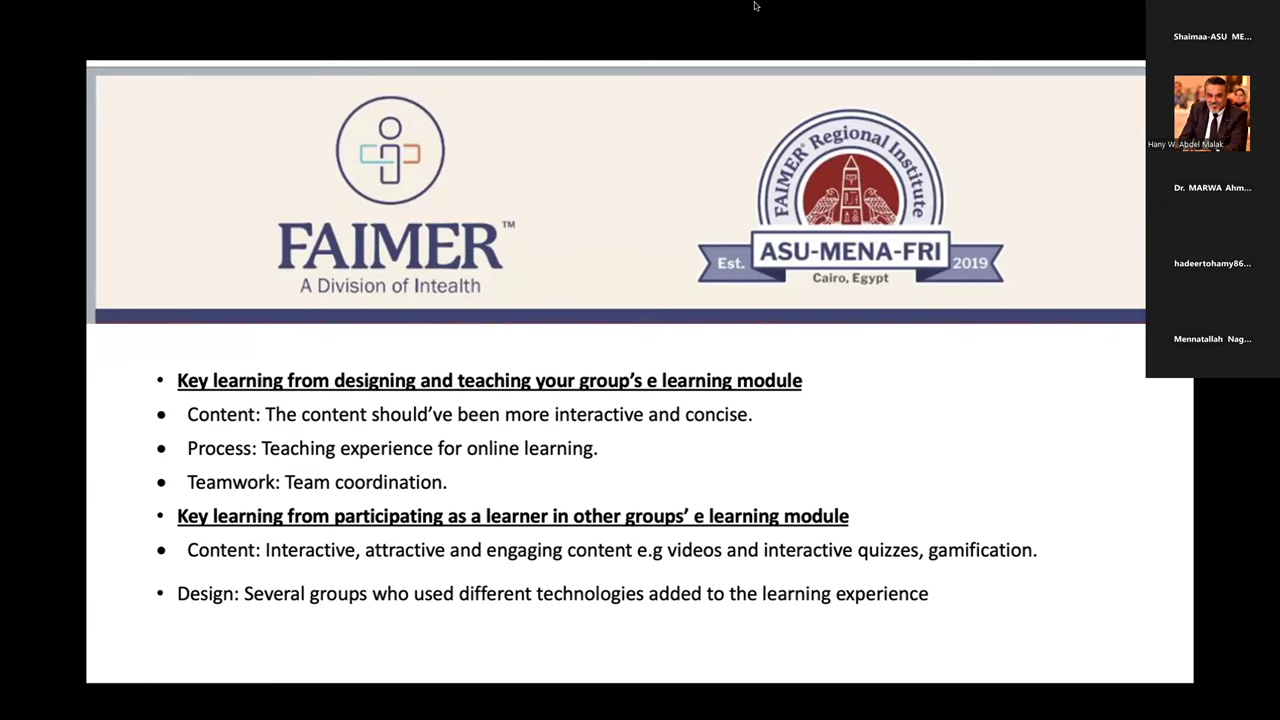 FAIMER™
A Division of Intealth
FAIMER® Regional Institute
Est. ASU-MENA-FRI 2019
Cairo, Egypt
• Key learning from designing and teaching your group's e learning module
• Content: The content should've been more interactive and concise.
• Process: Teaching experience for online learning.
• Teamwork: Team coordination.
• Key learning from participating as a learner in other groups' e learning module
• Content: Interactive, attractive and engaging content e.g videos and interactive quizzes, gamification.
• Design: Several groups who used different technologies added to the learning experience
Shaimaa-ASU ME...
Hany W. Abdel Malak
Dr. MARWA Ahm...
hadeertohamy86...
Mennatallah Nag...